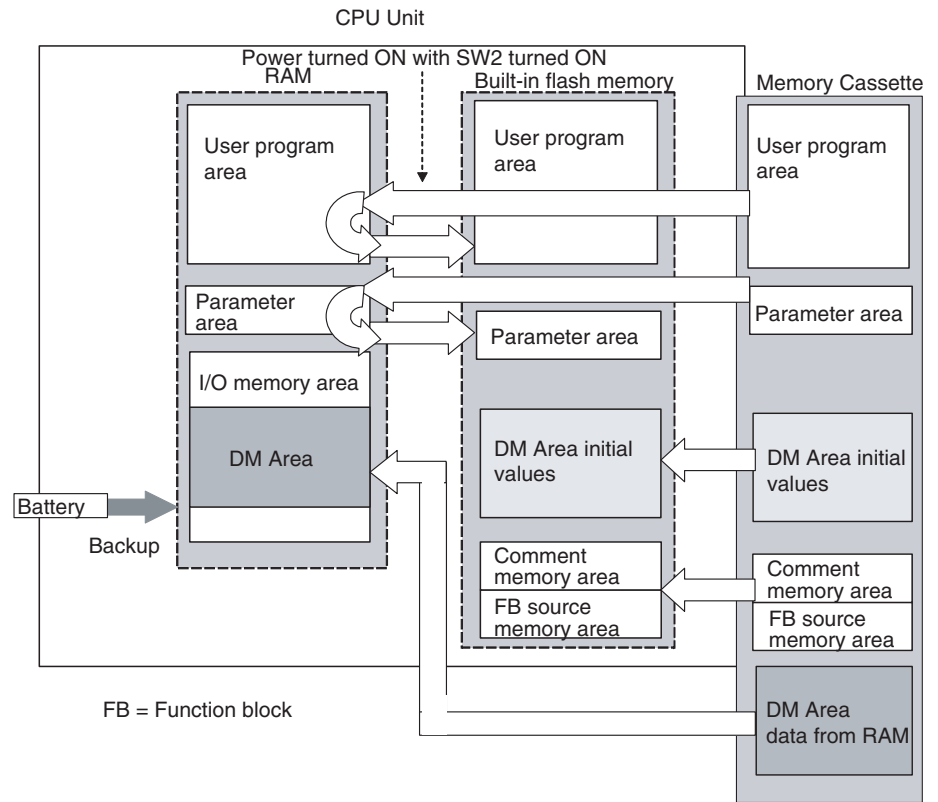 CPU Unit
Power turned ON with SW2 turned ON
RAM
Built-in flash memory
Memory Cassette
User program
area
User program
area
User program
area
Parameter
area
Parameter area
Parameter area
I/O memory area
DM Area
DM Area initial
values
DM Area initial
values
Battery
Backup
Comment
memory area
FB source
memory area
Comment
memory area
FB source
memory area
FB = Function block
DM Area
data from RAM